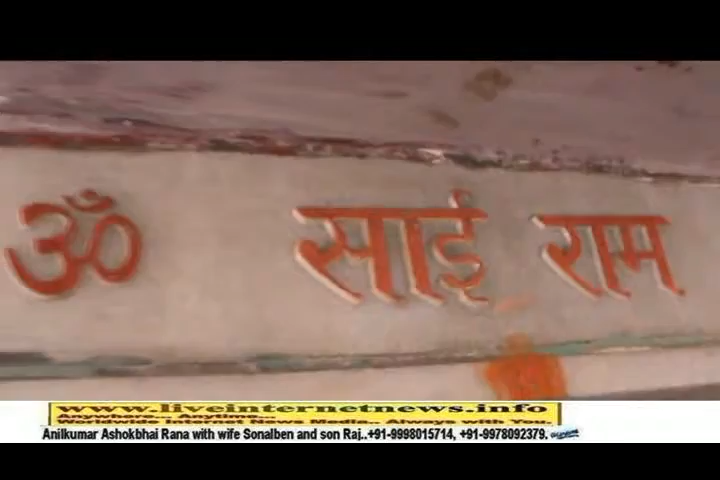 ॐ साईं राम
www.liveinternetnews.info
Anywhere... Anytime...
Worldwide Internet News Media.. Always with You.
Anilkumar Ashokbhai Rana with wife Sonalben and son Raj..+91-9998015714, +91-9978092379.